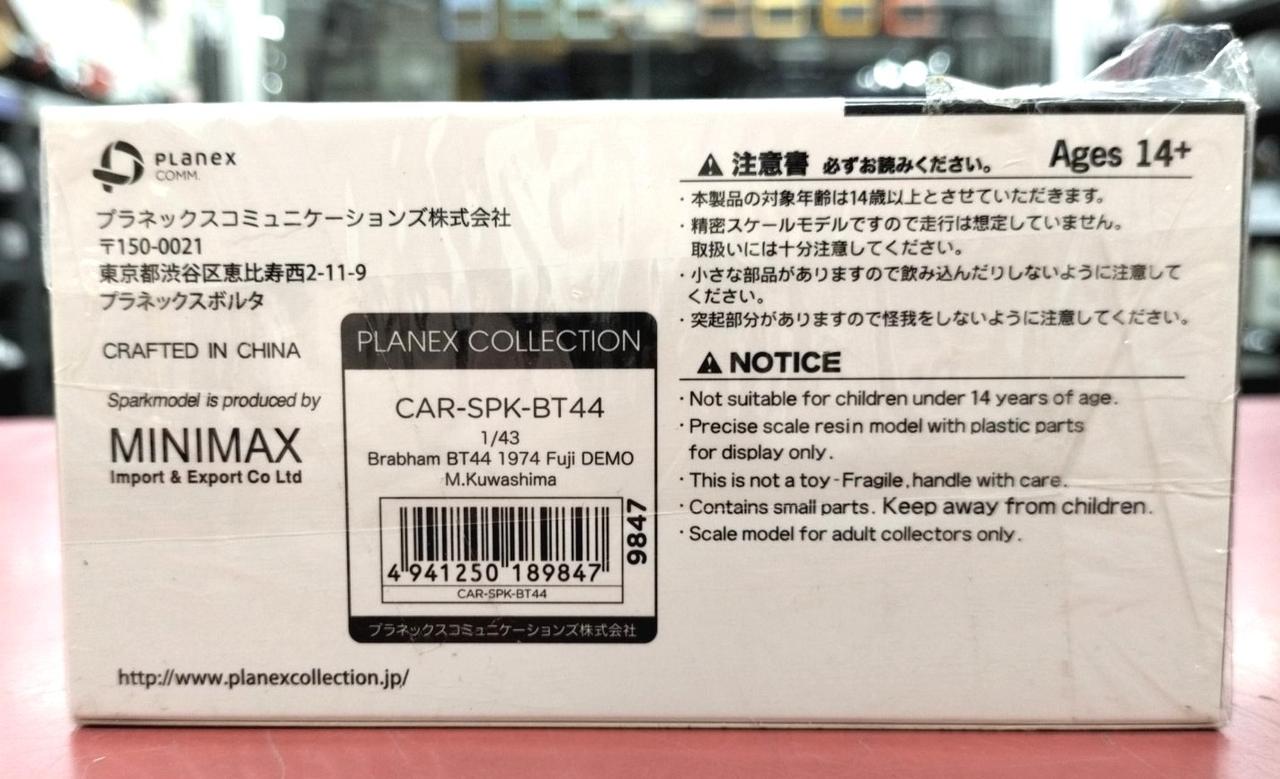 PLANEX
COMM.
プラネックスコミュニケーションズ株式会社
〒150-0021
東京都渋谷区恵比寿西2-11-9
プラネックスボルタ
CRAFTED IN CHINA
Sparkmodel is produced by
MINIMAX
Import & Export Co Ltd
PLANEX COLLECTION
CAR-SPK-BT44
1/43
Brabham BT44 1974 Fuji DEMO
M.Kuwashima
9847
4 941250 189847
CAR-SPK-BT44
プラネックスコミュニケーションズ株式会社
http://www.planexcollection.jp/
注意書 必ずお読みください。 Ages 14+
・本製品の対象年齢は14歳以上とさせていただきます。
・精密スケールモデルですので走行は想定していません。
取扱いには十分注意してください。
・小さな部品がありますので飲み込んだりしないように注意して
ください。
・突起部分がありますので怪我をしないように注意してください。
NOTICE
・Not suitable for children under 14 years of age.
・Precise scale resin model with plastic parts
for display only.
・This is not a toy - Fragile, handle with care.
・Contains small parts. Keep away from children.
・Scale model for adult collectors only.